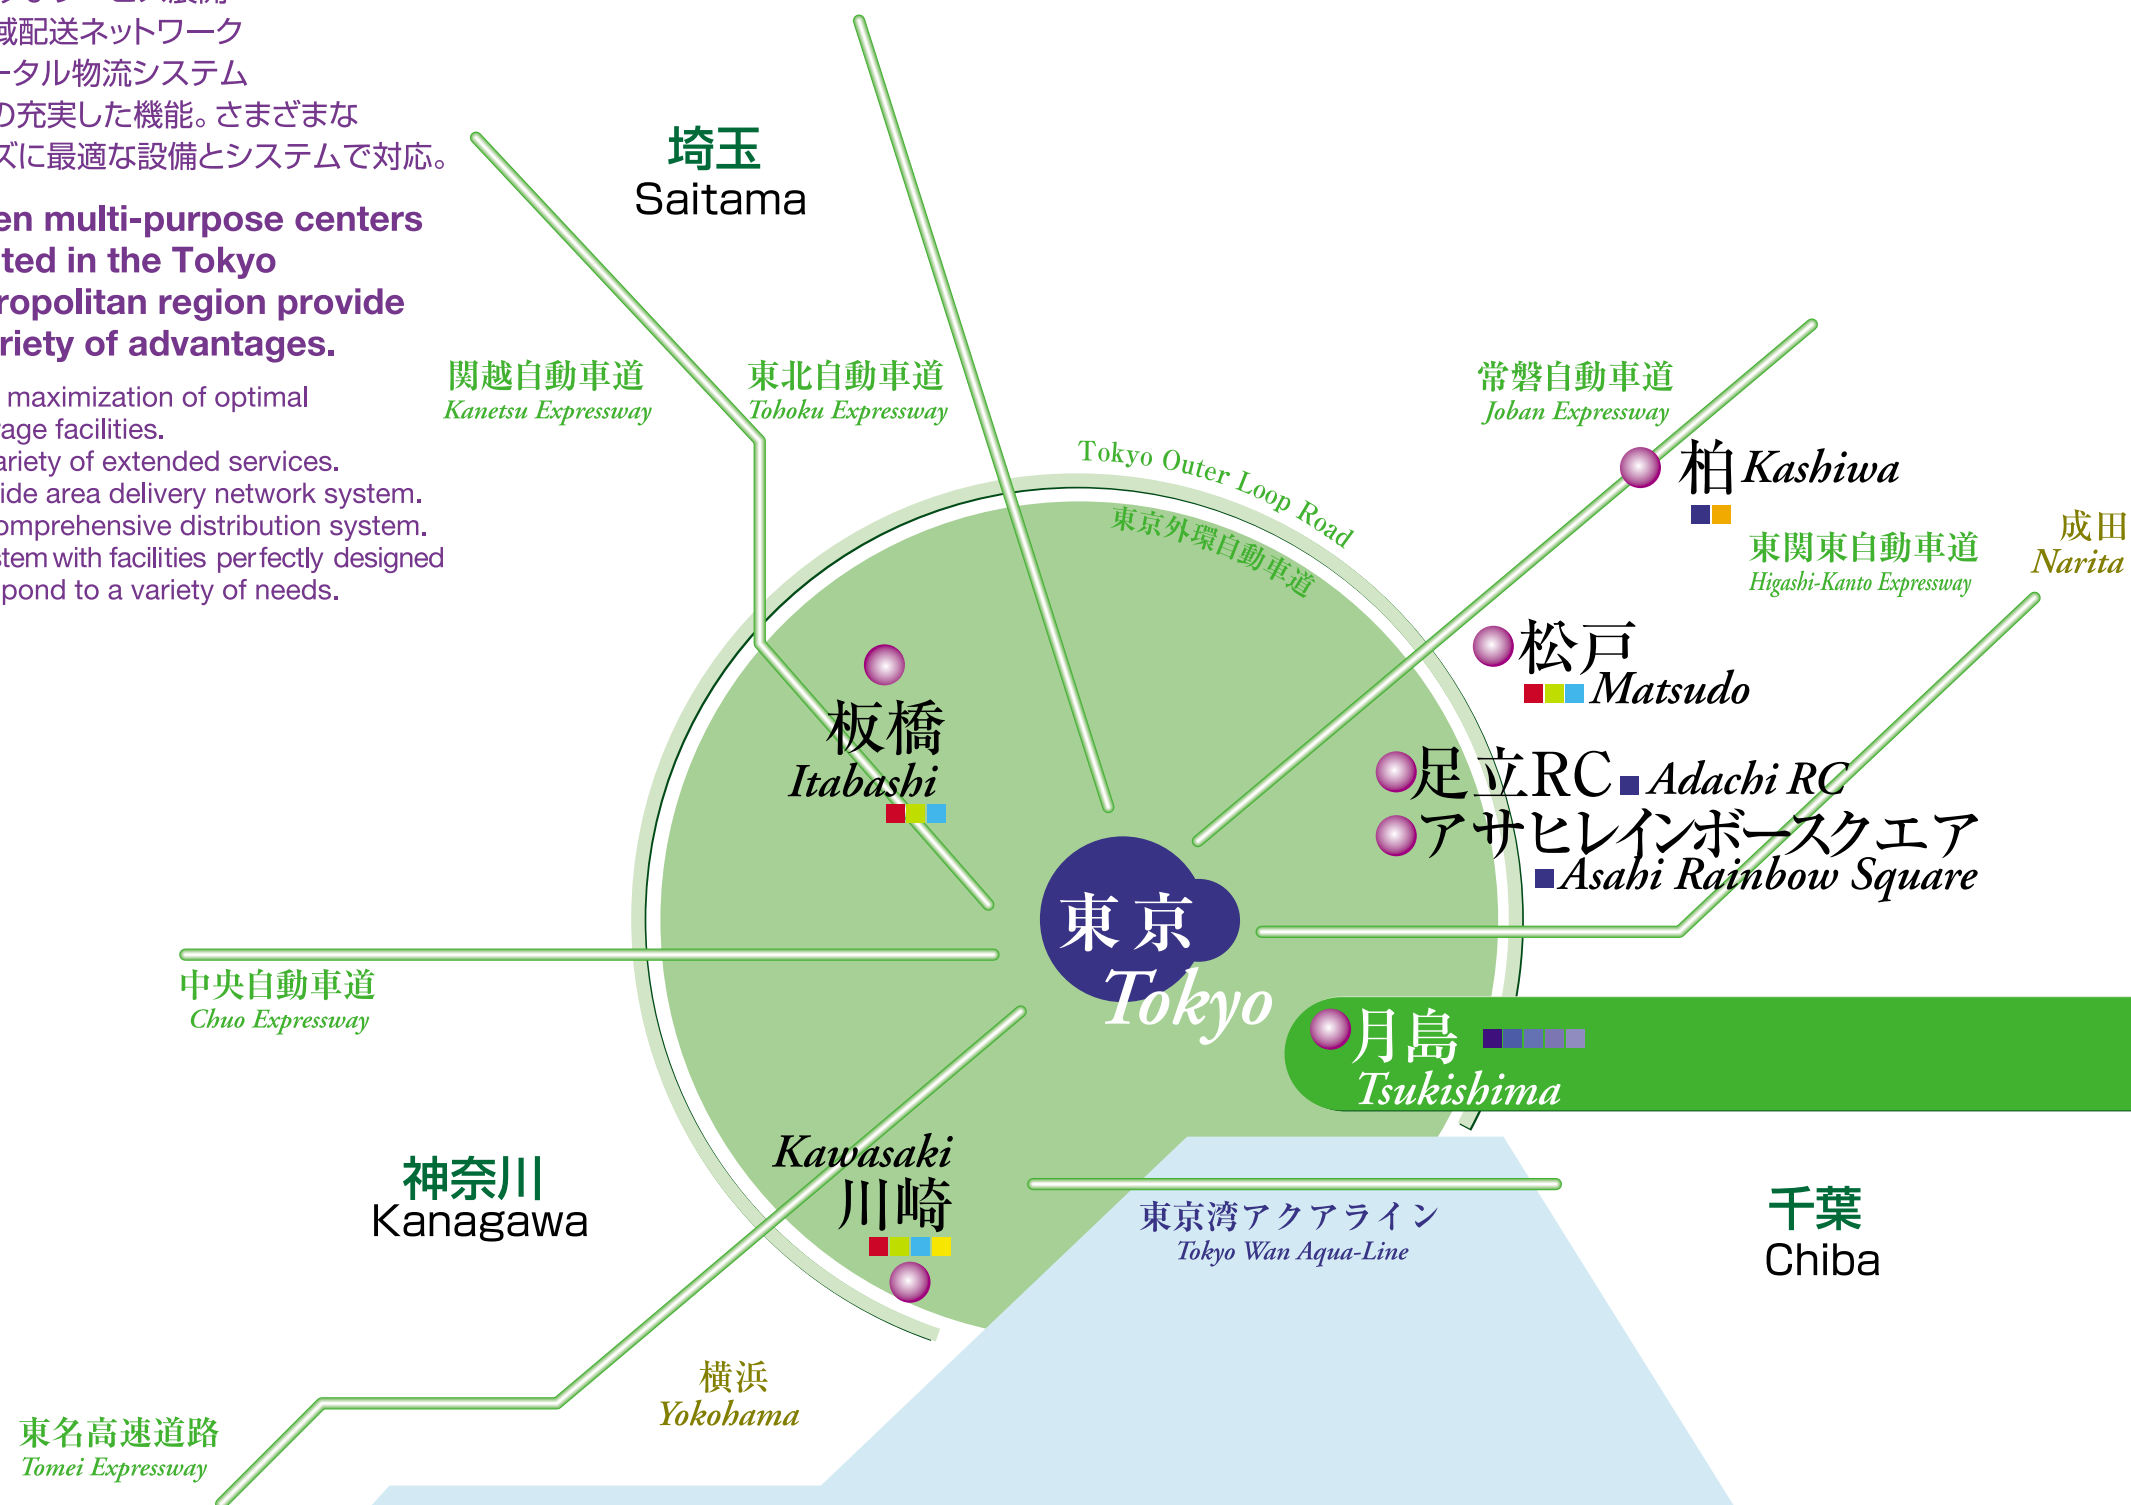 域配送ネットワーク
ータル物流システム
の充実した機能。さまざまな
ズに最適な設備とシステムで対応。
en multi-purpose centers
ted in the Tokyo
ropolitan region provide
riety of advantages.
maximization of optimal
rage facilities.
ariety of extended services.
ide area delivery network system.
comprehensive distribution system.
stem with facilities perfectly designed
pond to a variety of needs.
埼玉
Saitama
関越自動車道
Kanetsu Expressway
東北自動車道
Tohoku Expressway
常磐自動車道
Joban Expressway
Tokyo Outer Loop Road
東京外環自動車道
柏 Kashiwa
東関東自動車道
Higashi-Kanto Expressway
成田
Narita
松戸
Matsudo
板橋
Itabashi
足立RC Adachi RC
アサヒレインボースクエア
Asahi Rainbow Square
東京
Tokyo
中央自動車道
Chuo Expressway
月島
Tsukishima
Kawasaki
川崎
神奈川
Kanagawa
東京湾アクアライン
Tokyo Wan Aqua-Line
千葉
Chiba
横浜
Yokohama
東名高速道路
Tomei Expressway